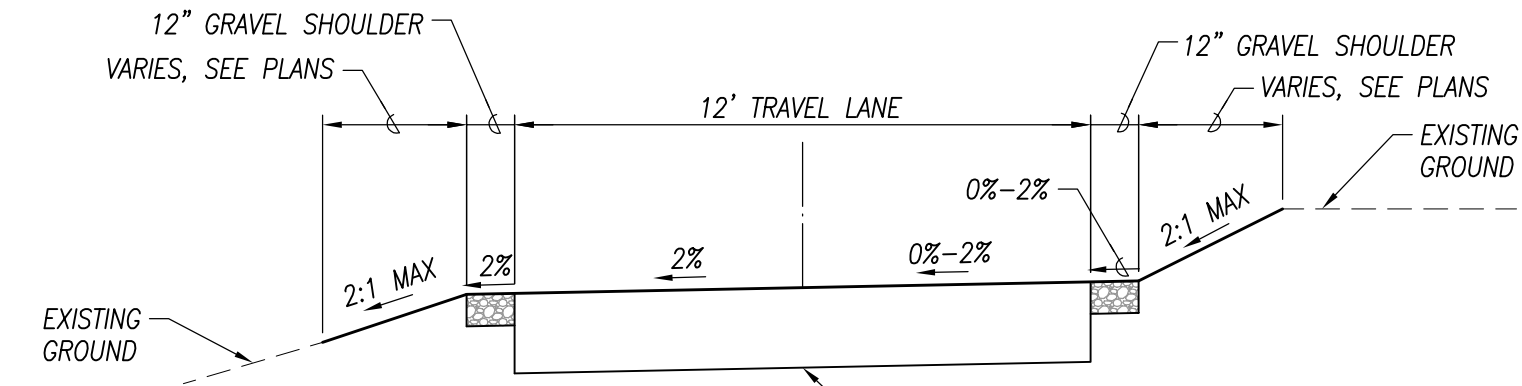 12" GRAVEL SHOULDER
VARIES, SEE PLANS
12' TRAVEL LANE
12" GRAVEL SHOULDER
VARIES, SEE PLANS
EXISTING
GROUND
0%-2%
2:1 MAX
2:1 MAX
2%
2%
0%-2%
EXISTING
GROUND